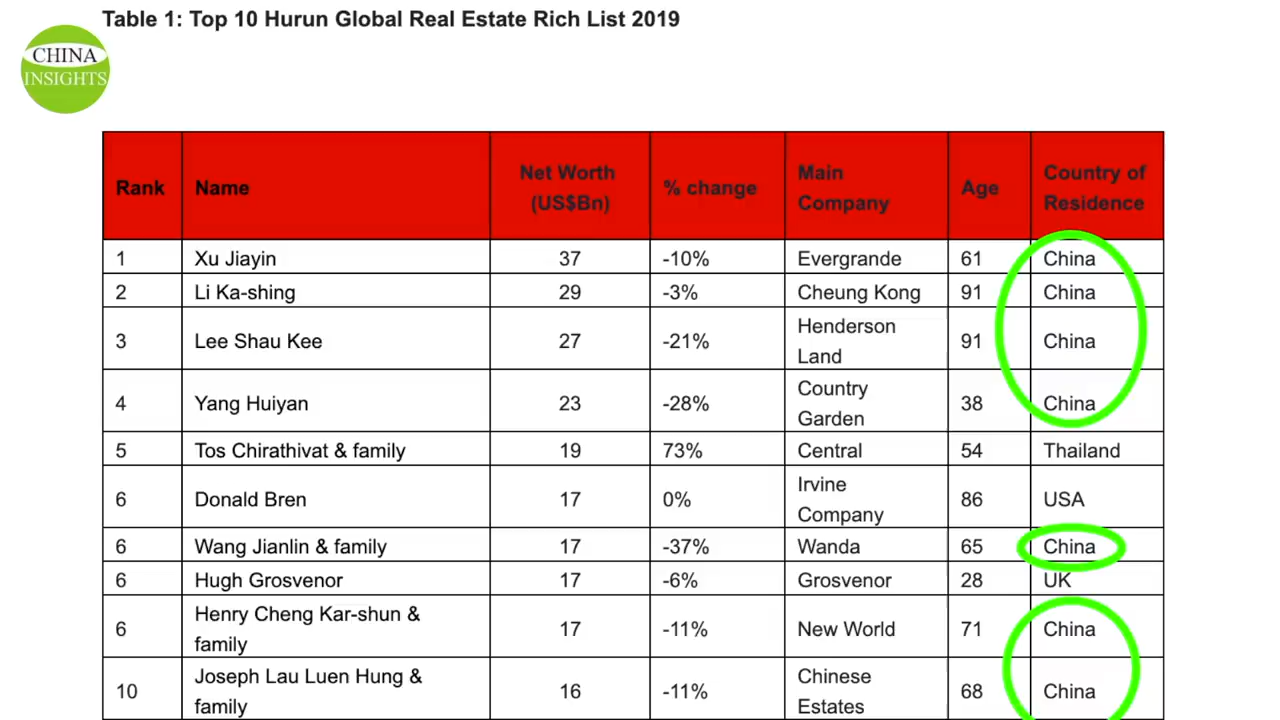 Table 1: Top 10 Hurun Global Real Estate Rich List 2019
CHINA
INSIGHTS
Rank Name Net Worth (US$Bn) % change Main Company Age Country of Residence
1 Xu Jiayin 37 -10% Evergrande 61 China
2 Li Ka-shing 29 -3% Cheung Kong 91 China
3 Lee Shau Kee 27 -21% Henderson Land 91 China
4 Yang Huiyan 23 -28% Country Garden 38 China
5 Tos Chirathivat & family 19 73% Central 54 Thailand
6 Donald Bren 17 0% Irvine Company 86 USA
6 Wang Jianlin & family 17 -37% Wanda 65 China
6 Hugh Grosvenor 17 -6% Grosvenor 28 UK
6 Henry Cheng Kar-shun & family 17 -11% New World 71 China
10 Joseph Lau Luen Hung & family 16 -11% Chinese Estates 68 China